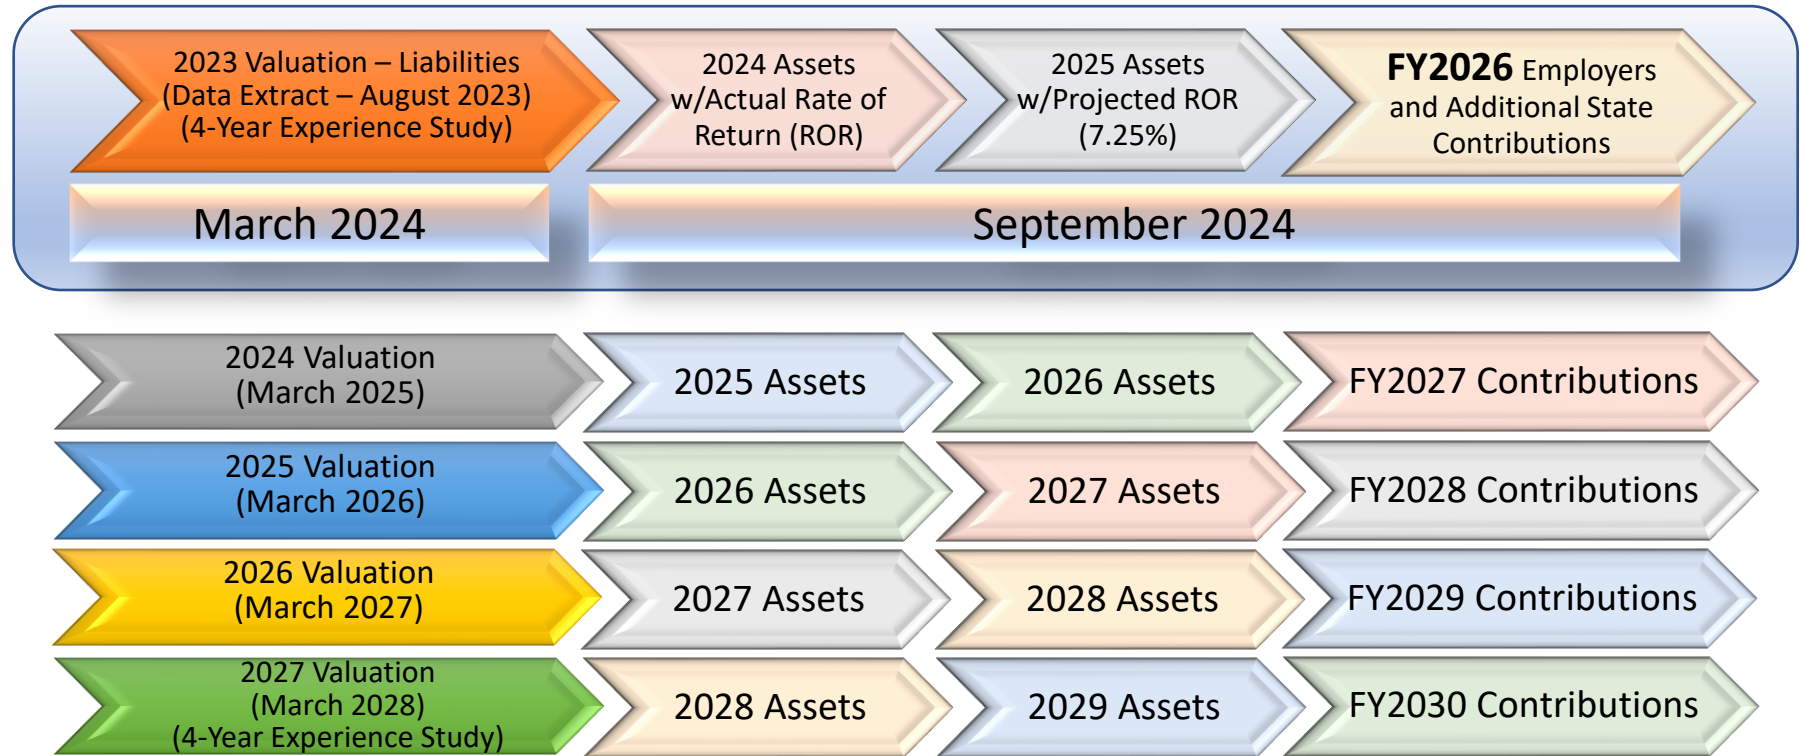 2023 Valuation – Liabilities
(Data Extract – August 2023)
(4-Year Experience Study)
2024 Assets
w/Actual Rate of
Return (ROR)
2025 Assets
w/Projected ROR
(7.25%)
FY2026 Employers
and Additional State
Contributions
March 2024
September 2024
2024 Valuation
(March 2025)
2025 Assets
2026 Assets
FY2027 Contributions
2025 Valuation
(March 2026)
2026 Assets
2027 Assets
FY2028 Contributions
2026 Valuation
(March 2027)
2027 Assets
2028 Assets
FY2029 Contributions
2027 Valuation
(March 2028)
(4-Year Experience Study)
2028 Assets
2029 Assets
FY2030 Contributions